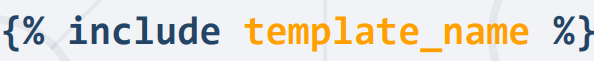 {% include template_name %}